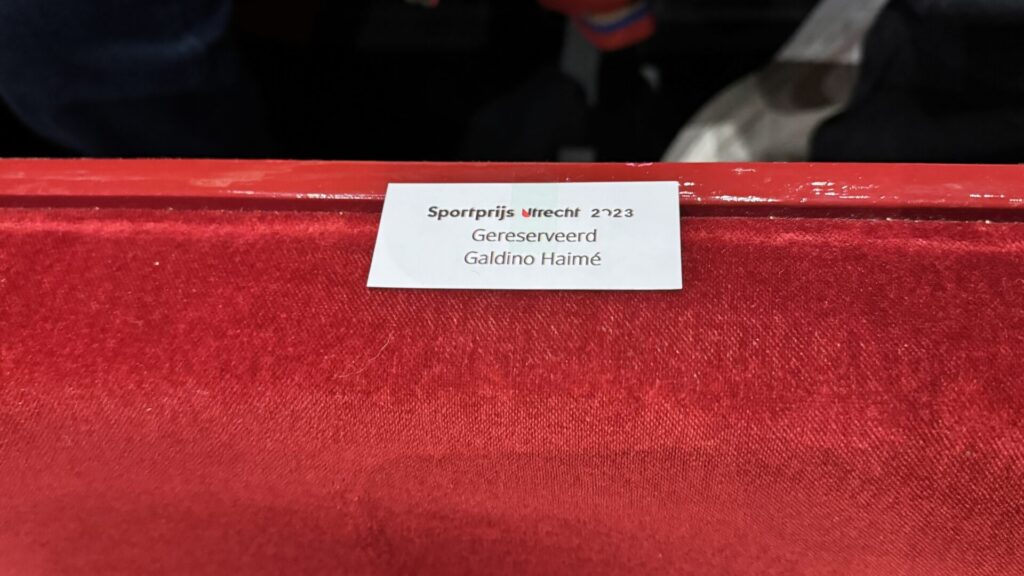 Sportprijs Utrecht 2023
Gereserveerd
Galdino Haimé